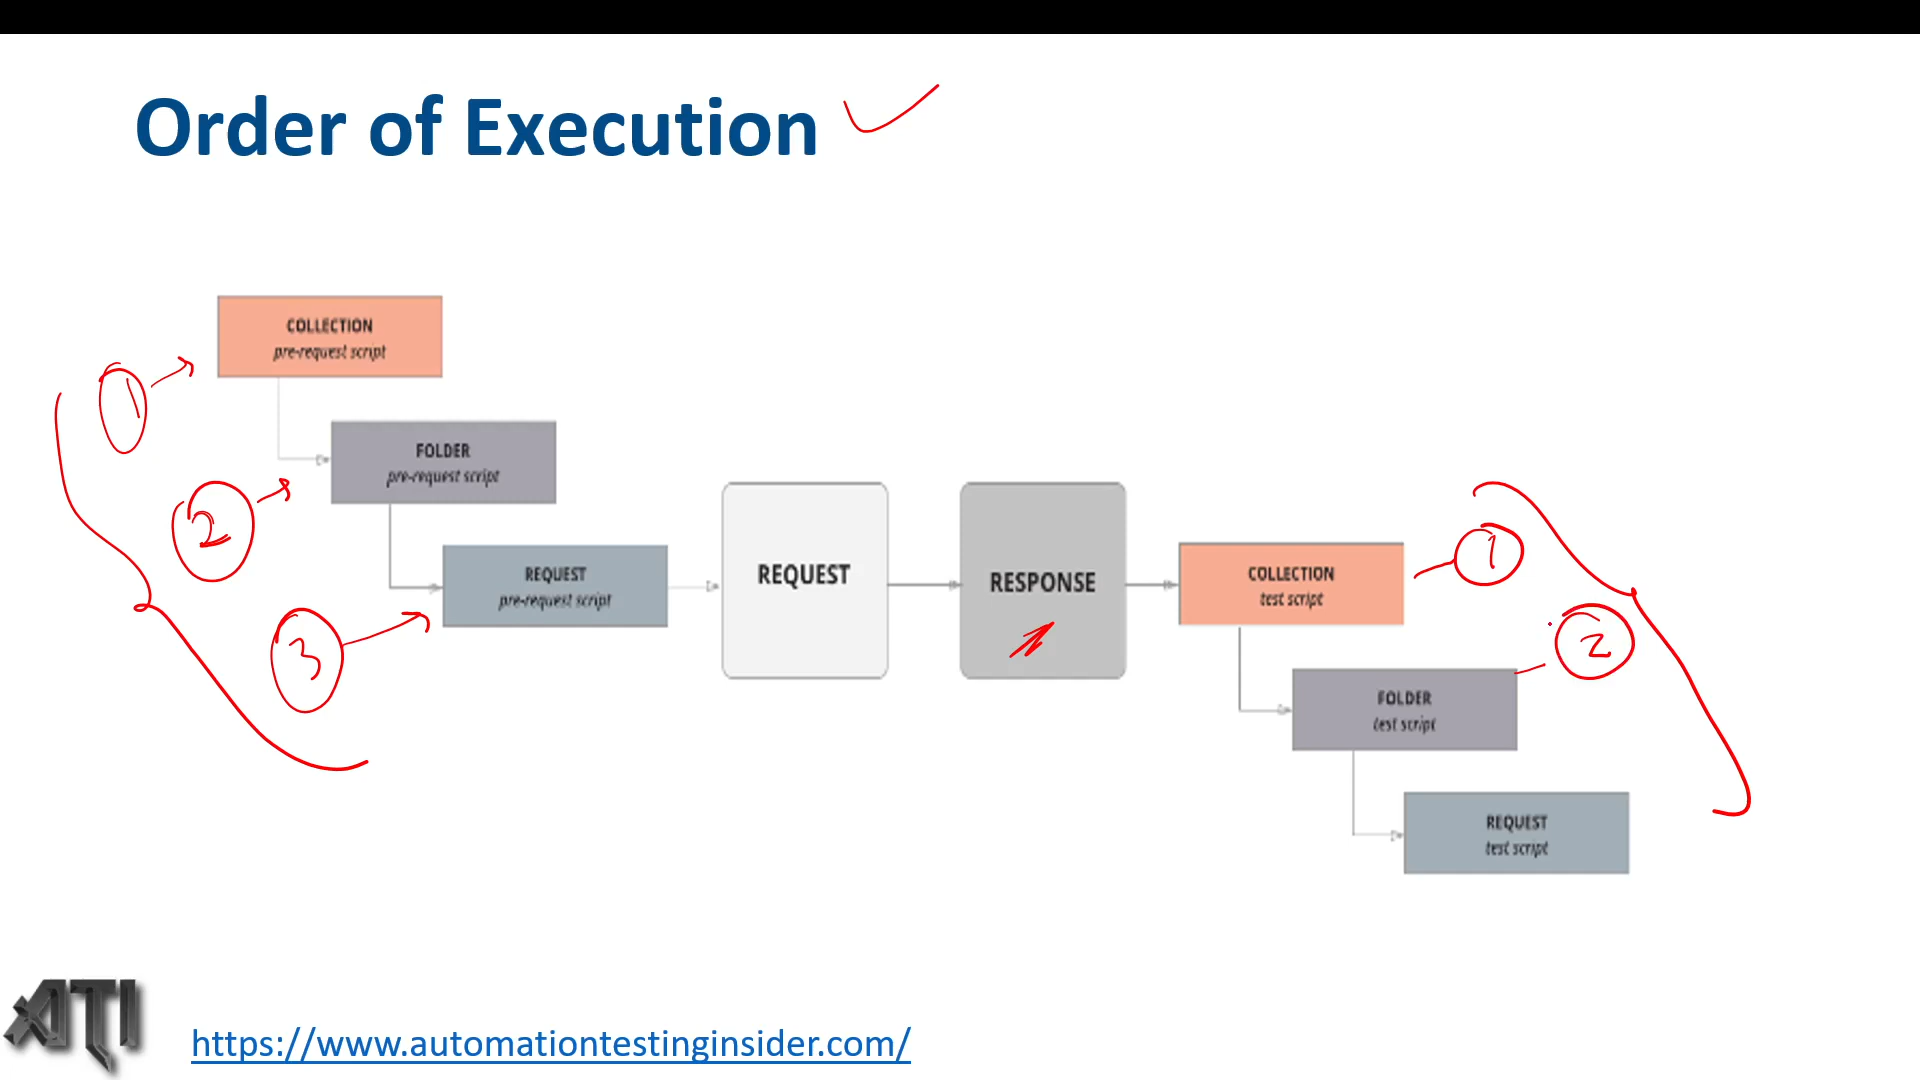 Order of Execution
COLLECTION
pre-request script
1
FOLDER
pre-request script
2
REQUEST
pre-request script
3
REQUEST
RESPONSE
COLLECTION
test script
1
FOLDER
test script
2
REQUEST
test script
ATI
https://www.automationtestinginsider.com/